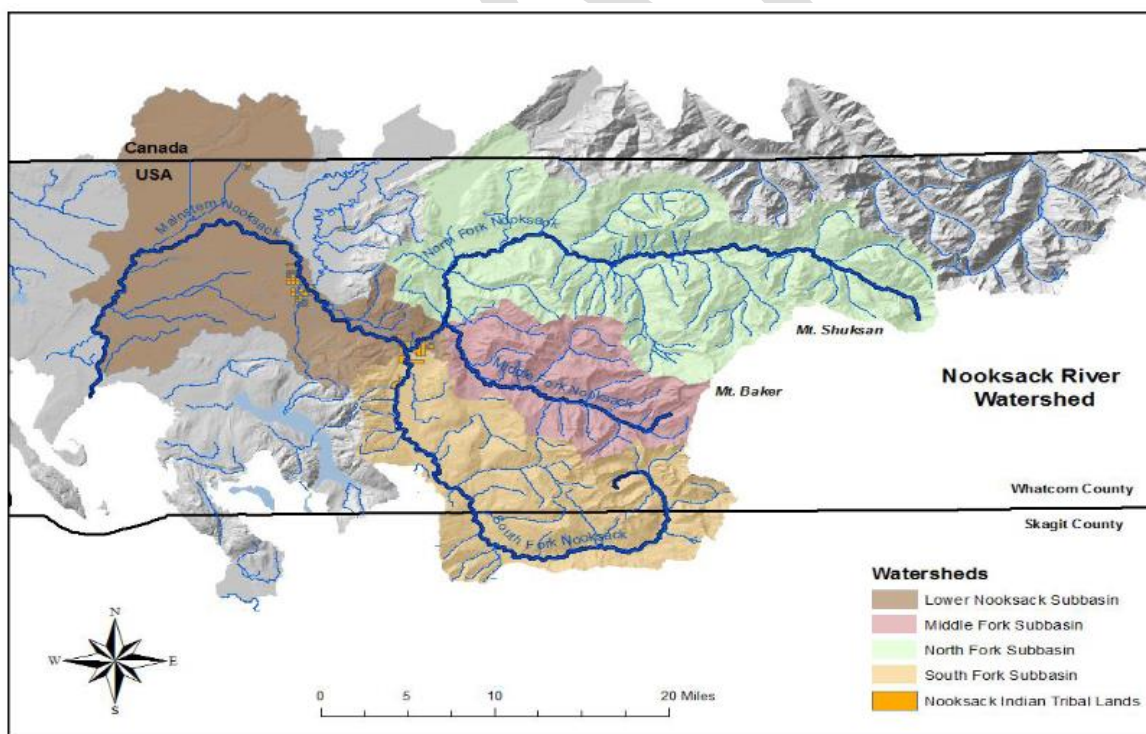 Canada
USA
Mainstem Nooksack
North Fork Nooksack
Mt. Shuksan
Middle Fork Nooksack
Mt. Baker
Nooksack River
Watershed
Whatcom County
Skagit County
South Fork Nooksack
Watersheds
Lower Nooksack Subbasin
Middle Fork Subbasin
North Fork Subbasin
South Fork Subbasin
Nooksack Indian Tribal Lands
N
W E
S
0 5 10 20 Miles